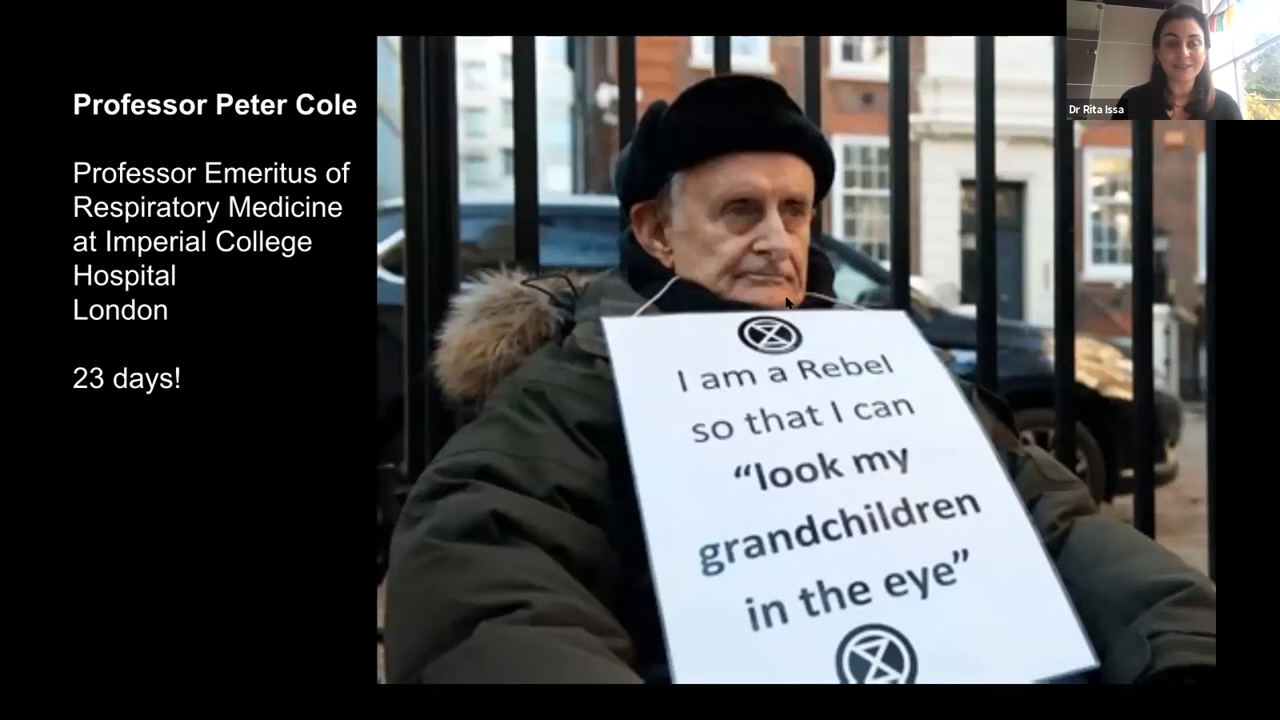 Professor Peter Cole
Professor Emeritus of
Respiratory Medicine
at Imperial College
Hospital
London
23 days!
Dr Rita Issa
I am a Rebel
so that I can
“look my
grandchildren
in the eye”